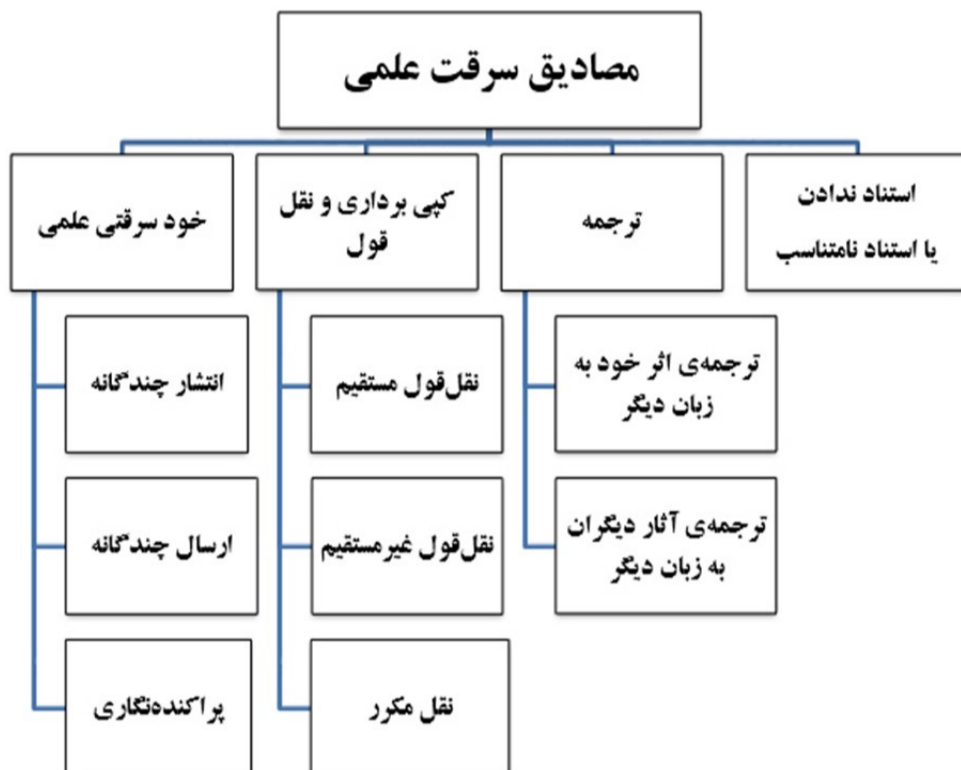 مصادیق سرقت علمی
استناد ندادن
یا استناد نامتناسب
ترجمه
ترجمه‌ی اثر خود به
زبان دیگر
ترجمه‌ی آثار دیگران
به زبان دیگر
کپی برداری و نقل
قول
نقل‌قول مستقیم
نقل‌قول غیرمستقیم
نقل مکرر
خود سرقتی علمی
انتشار چندگانه
ارسال چندگانه
پراکنده‌نگاری